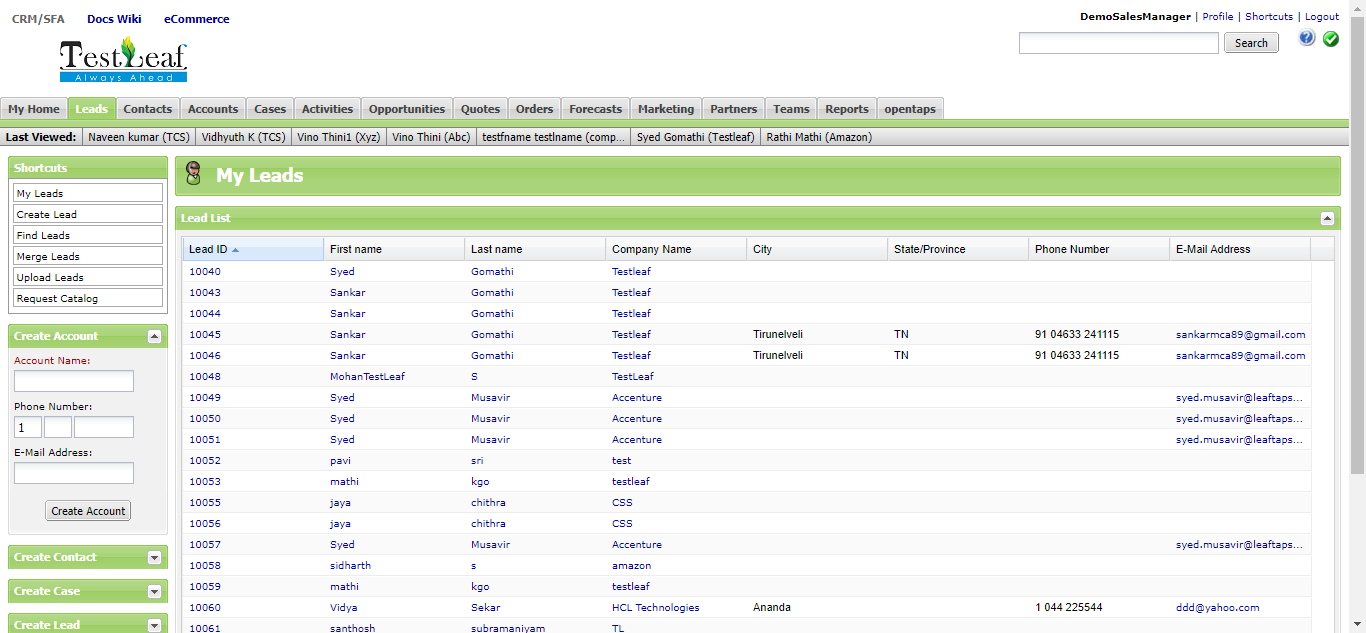 CRM/SFA Docs Wiki eCommerce
DemoSalesManager | Profile | Shortcuts | Logout
Search
TestLeaf
Always Ahead
My Home Leads Contacts Accounts Cases Activities Opportunities Quotes Orders Forecasts Marketing Partners Teams Reports opentaps
Last Viewed: Naveen kumar (TCS) Vidhyuth K (TCS) Vino Thini1 (Xyz) Vino Thini (Abc) testfname testlname (comp... Syed Gomathi (Testleaf) Rathi Mathi (Amazon)
Shortcuts
My Leads
Create Lead
Find Leads
Merge Leads
Upload Leads
Request Catalog
Create Account
Account Name:
Phone Number:
1
E-Mail Address:
Create Account
Create Contact
Create Case
Create Lead
My Leads
Lead List
Lead ID First name Last name Company Name City State/Province Phone Number E-Mail Address
10040 Syed Gomathi Testleaf
10043 Sankar Gomathi Testleaf
10044 Sankar Gomathi Testleaf
10045 Sankar Gomathi Testleaf Tirunelveli TN 91 04633 241115 sankarmca89@gmail.com
10046 Sankar Gomathi Testleaf Tirunelveli TN 91 04633 241115 sankarmca89@gmail.com
10048 MohanTestLeaf S TestLeaf
10049 Syed Musavir Accenture syed.musavir@leaftaps...
10050 Syed Musavir Accenture syed.musavir@leaftaps...
10051 Syed Musavir Accenture syed.musavir@leaftaps...
10052 pavi sri test
10053 mathi kgo testleaf
10055 jaya chithra CSS
10056 jaya chithra CSS
10057 Syed Musavir Accenture syed.musavir@leaftaps...
10058 sidharth s amazon
10059 mathi kgo testleaf
10060 Vidya Sekar HCL Technologies Ananda 1 044 225544 ddd@yahoo.com
10061 santhosh subramaniyam TL